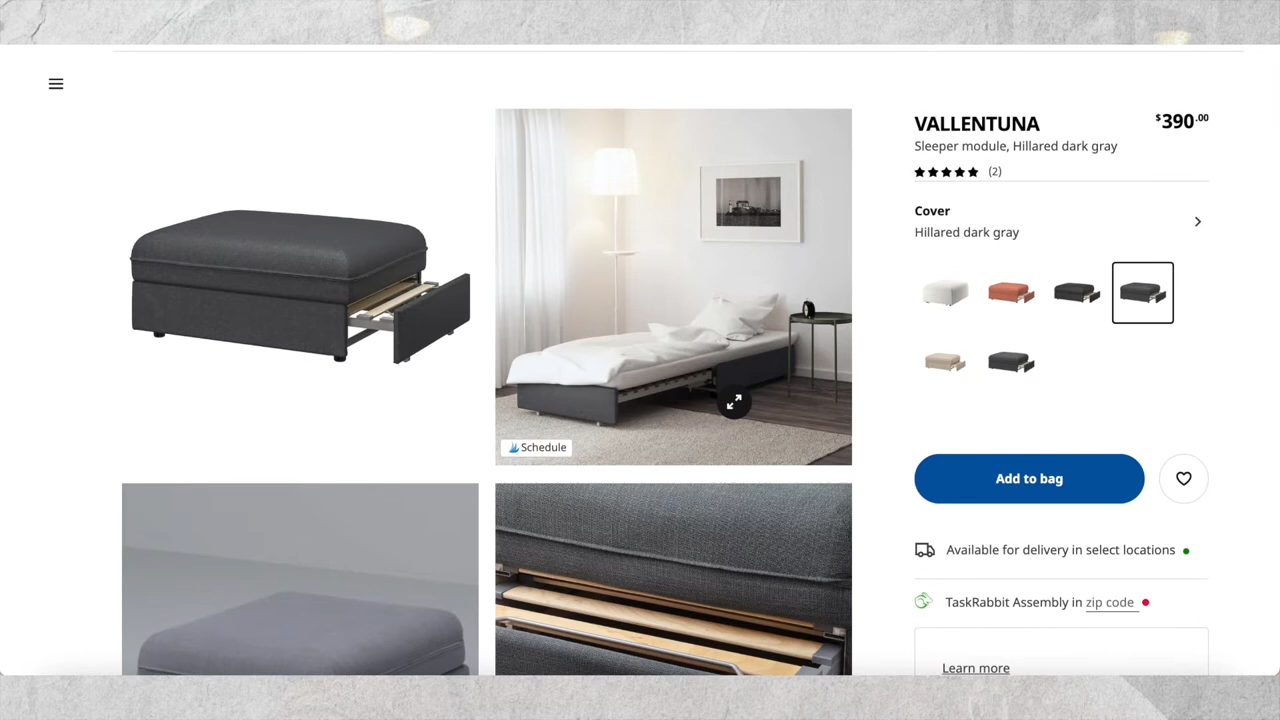 VALLENTUNA
$390.00
Sleeper module, Hillared dark gray
(2)
Cover
Hillared dark gray
Schedule
Add to bag
Available for delivery in select locations
TaskRabbit Assembly in zip code
Learn more